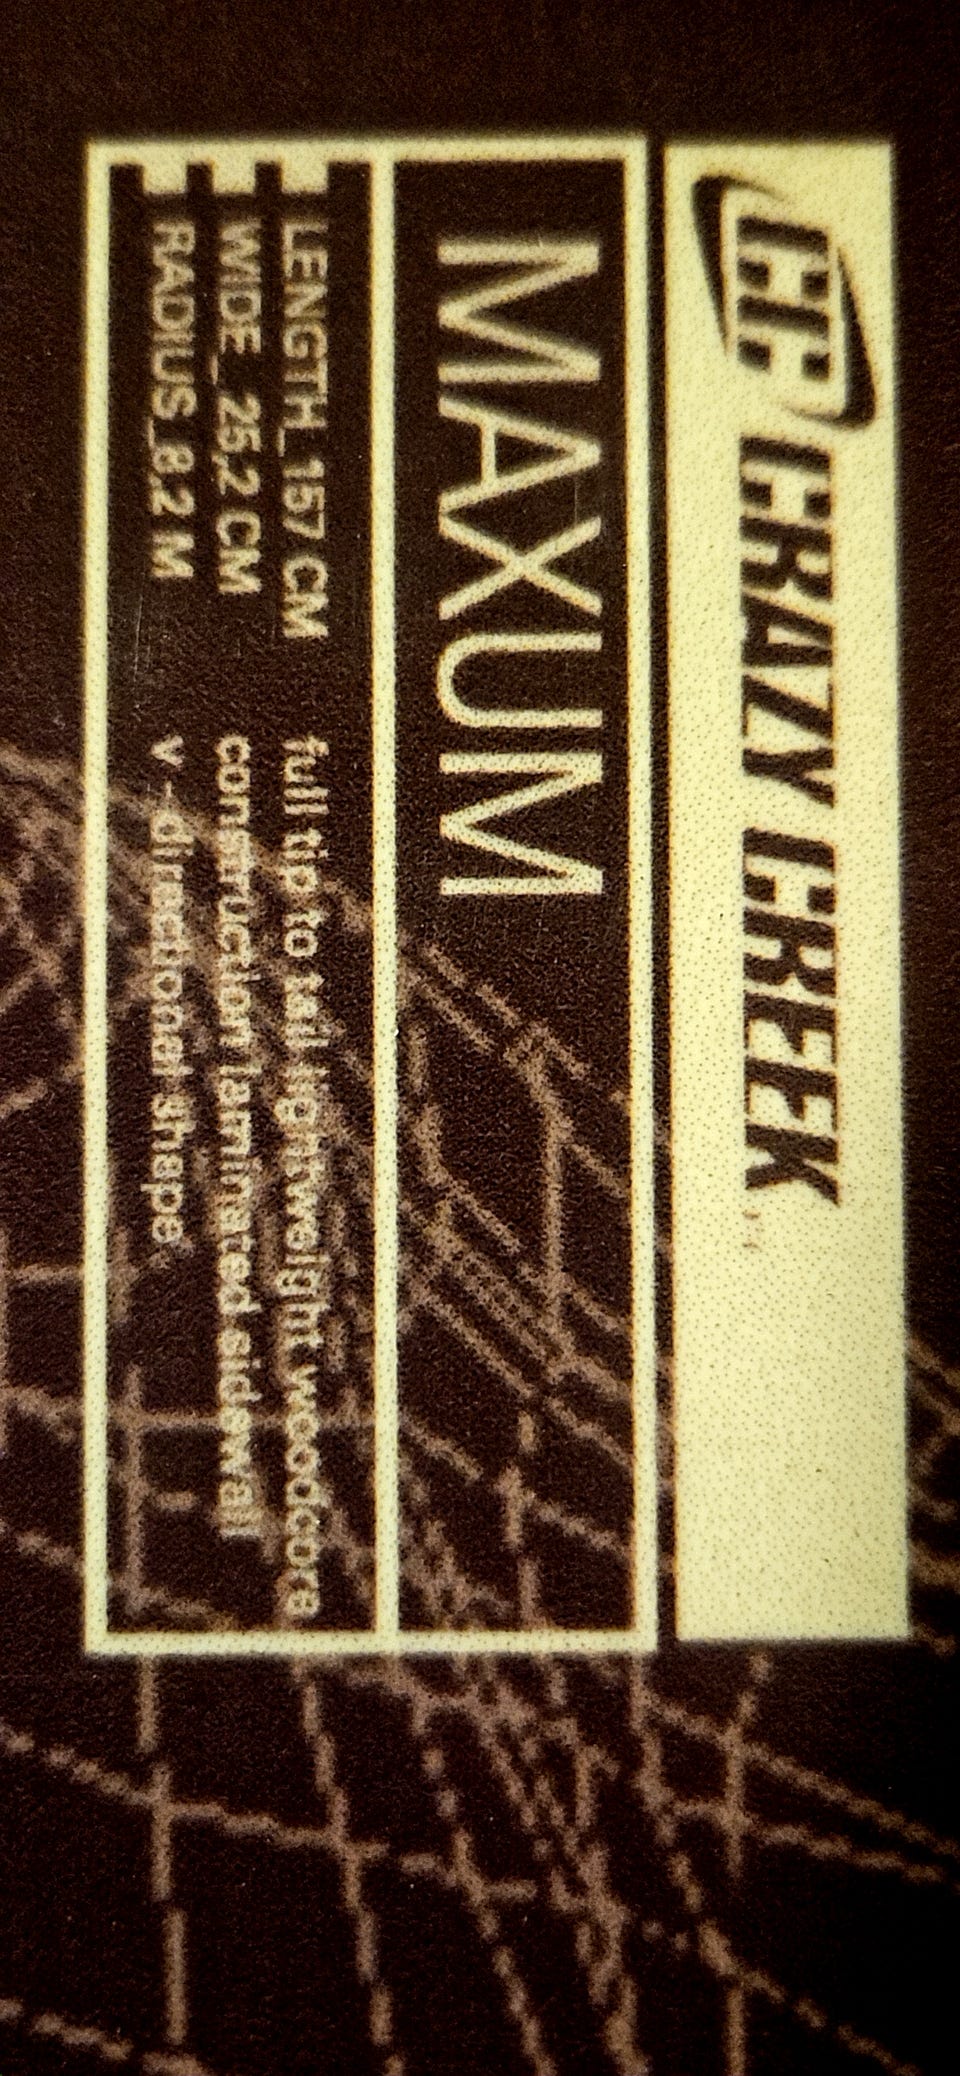 CC CRAZY CREEK
MAXUM
LENGTH_157 CM
WIDE_25,2 CM
RADIUS_8,2 M
full tip to tail lightweight woodcore
construction laminated sidewall
v - directional shape